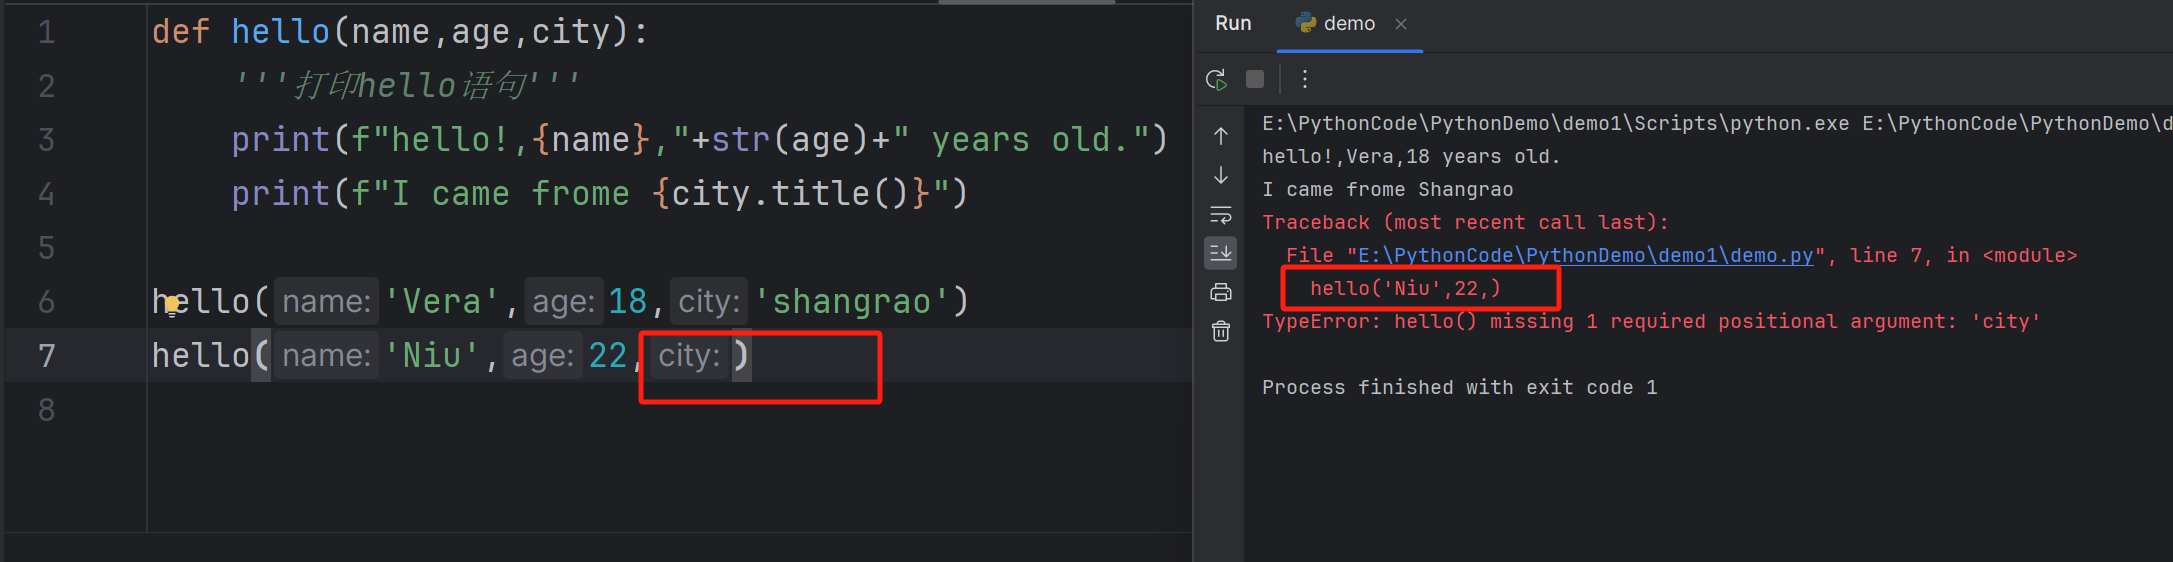 1 def hello(name,age,city):
2 '''打印hello语句'''
3 print(f"hello!,{name},"+str(age)+" years old.")
4 print(f"I came frome {city.title()}")
5
6 hello( name: 'Vera', age: 18, city: 'shangrao')
7 hello( name: 'Niu', age: 22, city: )
8
Run demo ×
E:\PythonCode\PythonDemo\demo1\Scripts\python.exe E:\PythonCode\PythonDemo\d
hello!,Vera,18 years old.
I came frome Shangrao
Traceback (most recent call last):
File "E:\PythonCode\PythonDemo\demo1\demo.py", line 7, in <module>
hello('Niu',22,)
TypeError: hello() missing 1 required positional argument: 'city'
Process finished with exit code 1